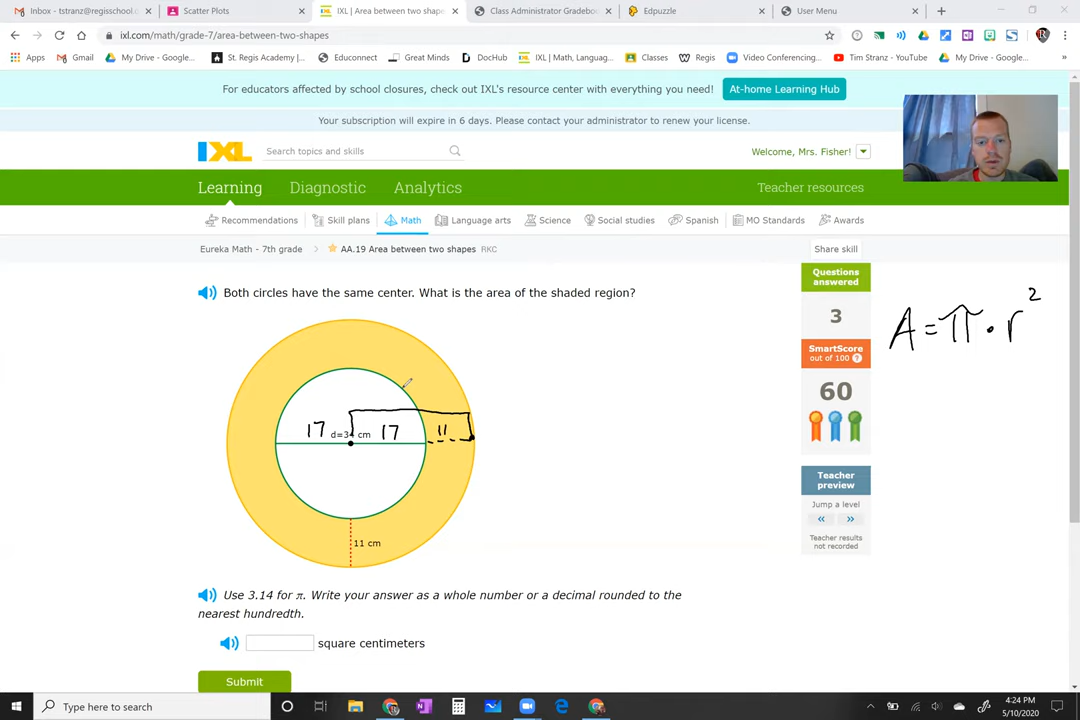 Inbox - tstranz@regisschool.c
Scatter Plots
IXL | Area between two shape
Class Administrator Gradeboo
Edpuzzle
User Menu
ixl.com/math/grade-7/area-between-two-shapes
Apps
Gmail
My Drive - Google...
St. Regis Academy |...
Educonnect
Great Minds
DocHub
IXL | Math, Languag...
Classes
Regis
Video Conferencing...
Tim Stranz - YouTube
My Drive - Google...
For educators affected by school closures, check out IXL's resource center with everything you need!
At-home Learning Hub
Your subscription will expire in 6 days. Please contact your administrator to renew your license.
IXL
Search topics and skills
Welcome, Mrs. Fisher!
Learning
Diagnostic
Analytics
Teacher resources
Recommendations
Skill plans
Math
Language arts
Science
Social studies
Spanish
MO Standards
Awards
Eureka Math - 7th grade
AA.19 Area between two shapes RKC
Share skill
Both circles have the same center. What is the area of the shaded region?
Questions
answered
3
SmartScore
out of 100 ?
60
A = π · r²
17
d=34 cm
17
11
11 cm
Teacher
preview
Jump a level
Teacher results
not recorded
Use 3.14 for π. Write your answer as a whole number or a decimal rounded to the
nearest hundredth.
square centimeters
Submit
Type here to search
4:24 PM
5/10/2020